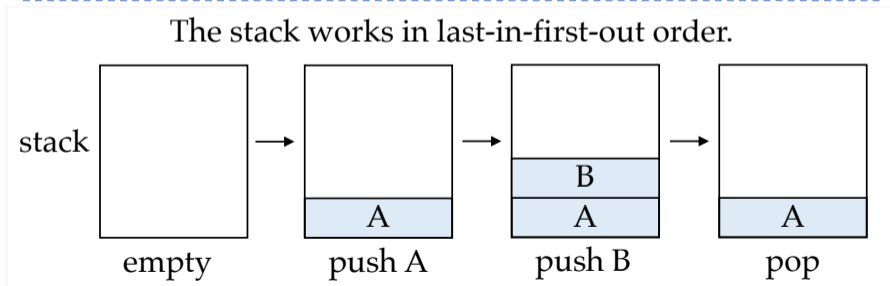 The stack works in last-in-first-out order.
stack
B
A A A
empty push A push B pop